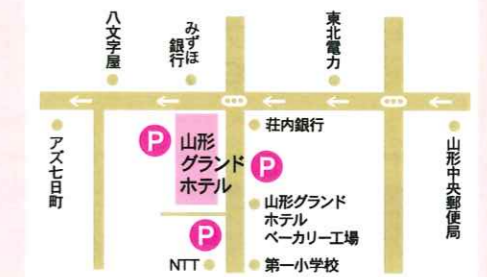 八文字屋
みずほ
銀行
東北電力
アズ七日町
P
山形
グランド
ホテル
荘内銀行
P
山形グランド
ホテル
ベーカリー工場
山形中央郵便局
P
NTT
第一小学校